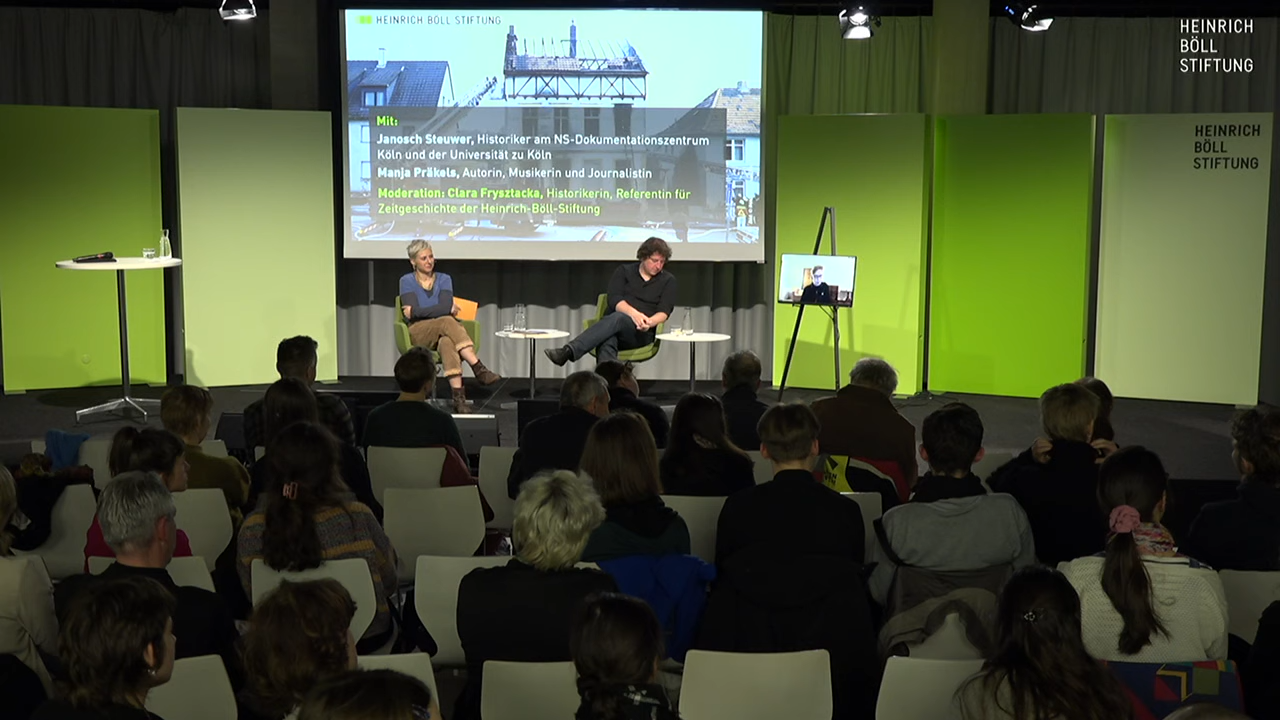 HEINRICH BÖLL STIFTUNG
Mit:
Janosch Steuwer, Historiker am NS-Dokumentationszentrum
Köln und der Universität zu Köln
Manja Präkels, Autorin, Musikerin und Journalistin
Moderation: Clara Frysztacka, Historikerin, Referentin für
Zeitgeschichte der Heinrich-Böll-Stiftung
HEINRICH
BÖLL
STIFTUNG
HEINRICH
BÖLL
STIFTUNG